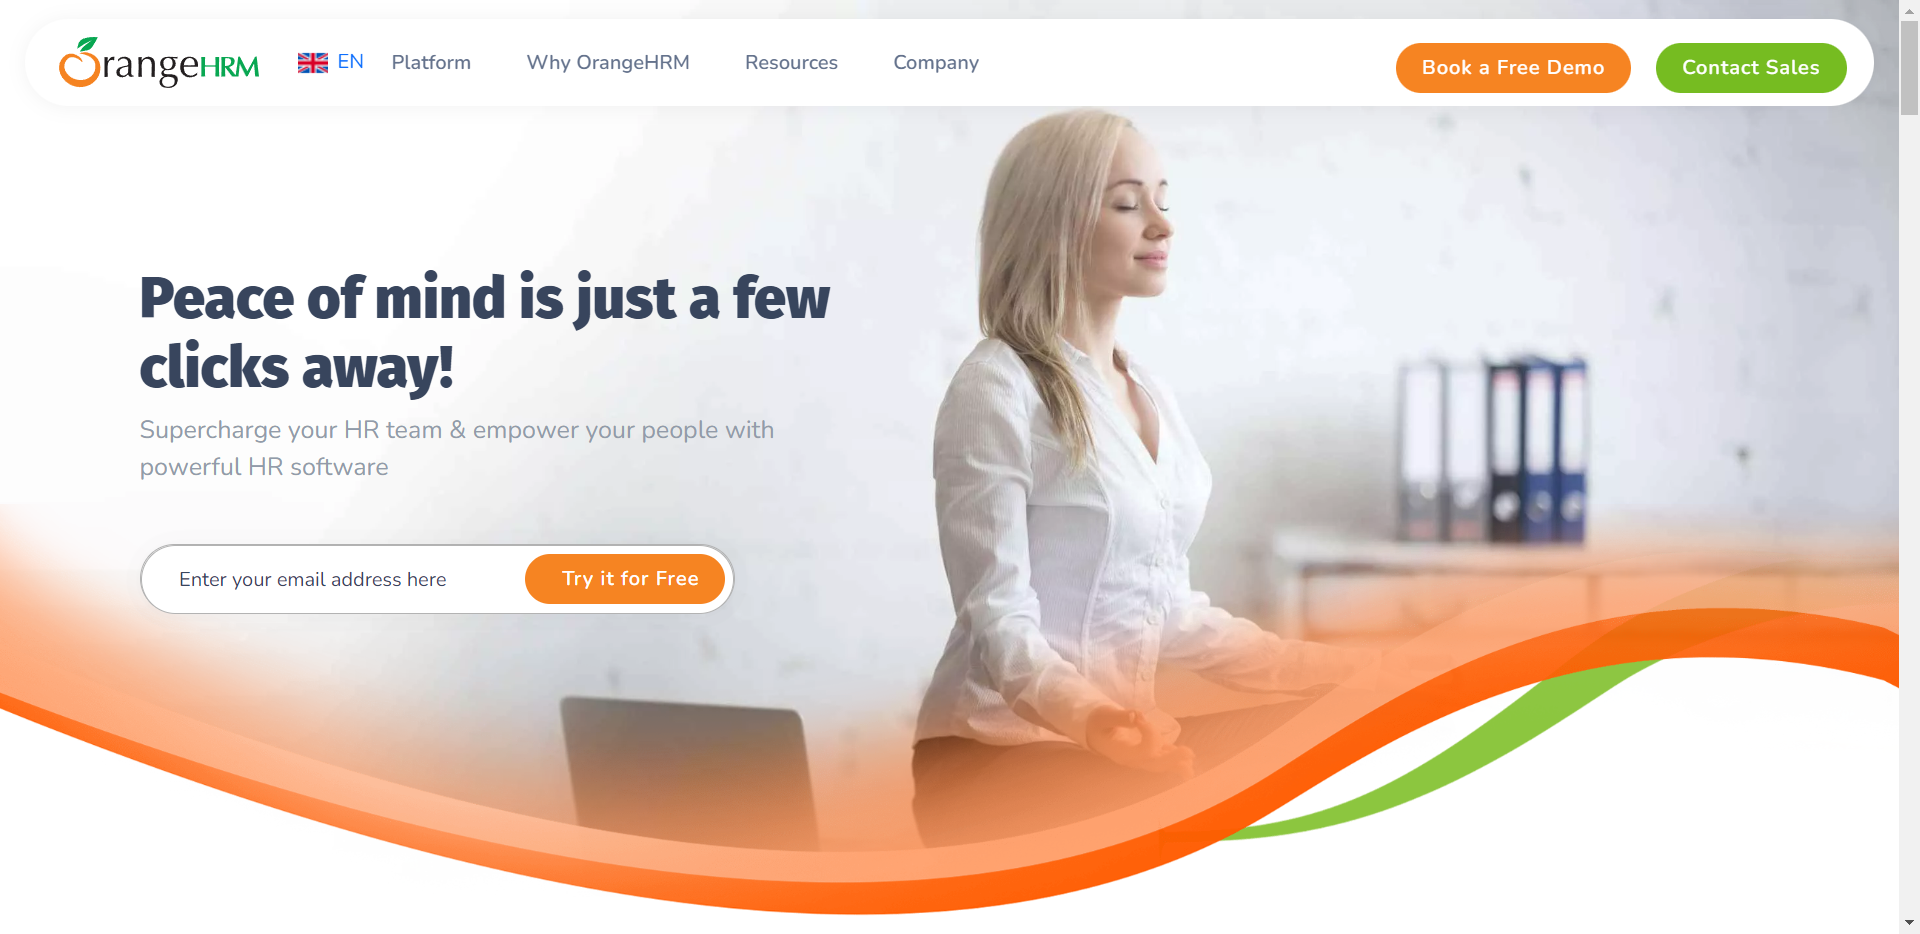 OrangeHRM
EN
Platform
Why OrangeHRM
Resources
Company
Book a Free Demo
Contact Sales
Peace of mind is just a few
clicks away!
Supercharge your HR team & empower your people with
powerful HR software
Enter your email address here
Try it for Free